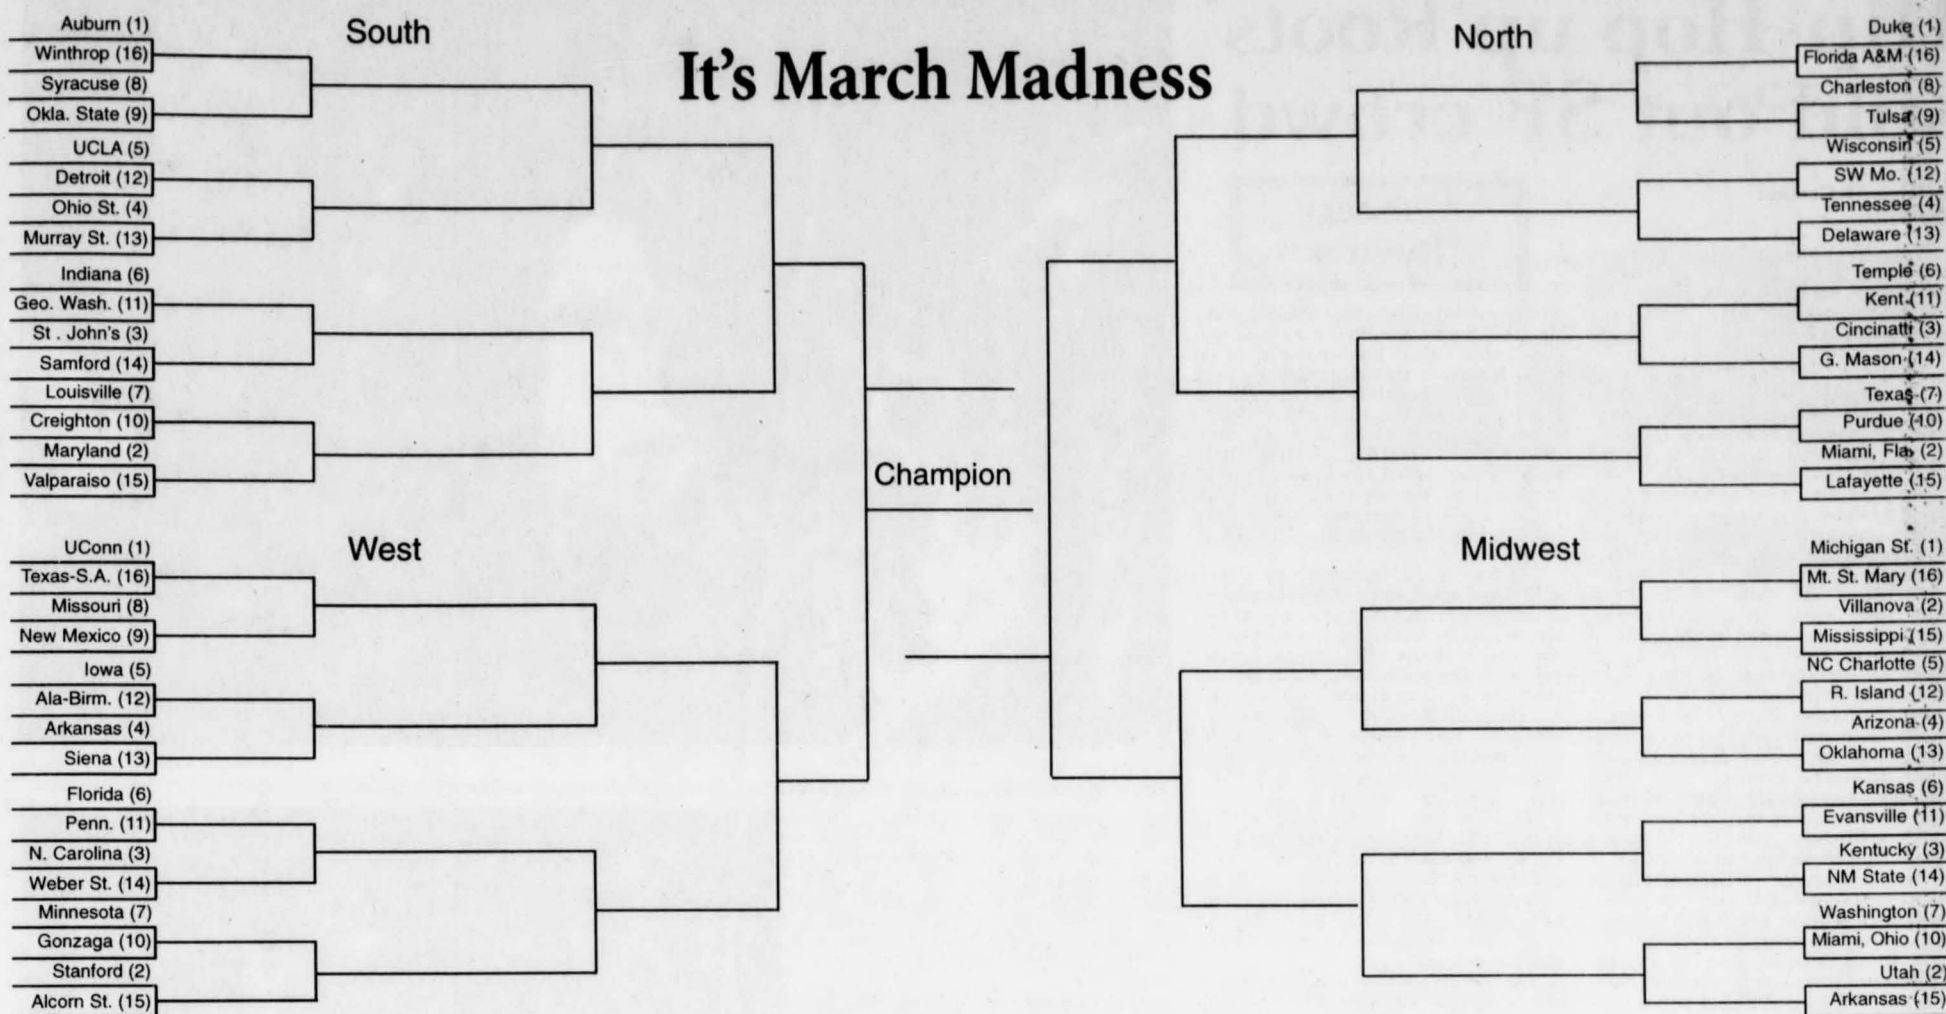 It's March Madness
South
Auburn (1)
Winthrop (16)
Syracuse (8)
Okla. State (9)
UCLA (5)
Detroit (12)
Ohio St. (4)
Murray St. (13)
Indiana (6)
Geo. Wash. (11)
St . John's (3)
Samford (14)
Louisville (7)
Creighton (10)
Maryland (2)
Valparaiso (15)
West
UConn (1)
Texas-S.A. (16)
Missouri (8)
New Mexico (9)
Iowa (5)
Ala-Birm. (12)
Arkansas (4)
Siena (13)
Florida (6)
Penn. (11)
N. Carolina (3)
Weber St. (14)
Minnesota (7)
Gonzaga (10)
Stanford (2)
Alcorn St. (15)
Champion
North
Duke (1)
Florida A&M (16)
Charleston (8)
Tulsa (9)
Wisconsin (5)
SW Mo. (12)
Tennessee (4)
Delaware (13)
Temple (6)
Kent (11)
Cincinatti (3)
G. Mason (14)
Texas (7)
Purdue (10)
Miami, Fla. (2)
Lafayette (15)
Midwest
Michigan St. (1)
Mt. St. Mary (16)
Villanova (2)
Mississippi (15)
NC Charlotte (5)
R. Island (12)
Arizona (4)
Oklahoma (13)
Kansas (6)
Evansville (11)
Kentucky (3)
NM State (14)
Washington (7)
Miami, Ohio (10)
Utah (2)
Arkansas (15)